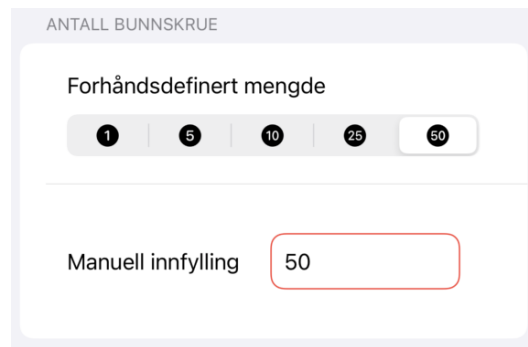 ANTALL BUNNSKRUE
Forhåndsdefinert mengde
1 5 10 25 50
Manuell innfylling 50